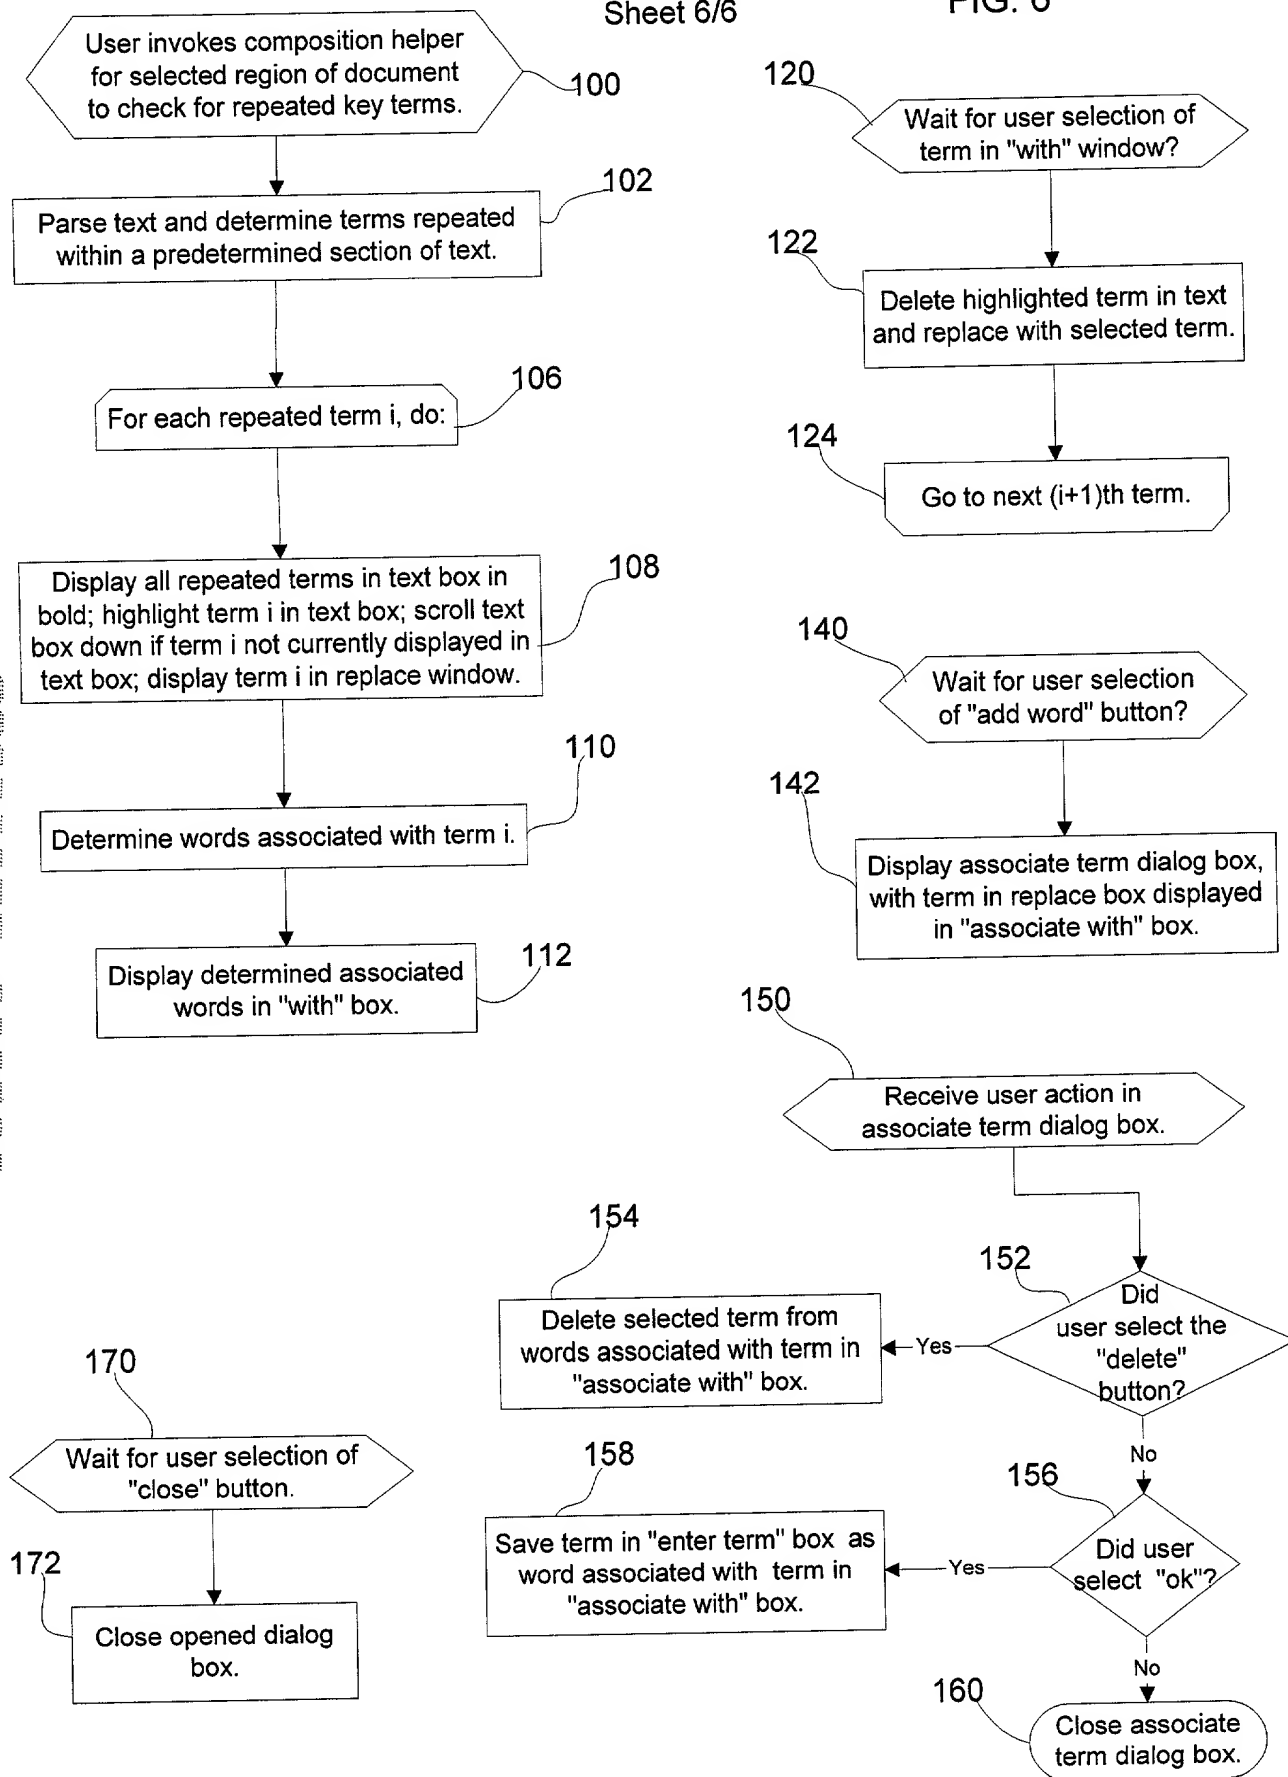 Sheet 6/6
FIG. 6
User invokes composition helper
for selected region of document
to check for repeated key terms.
100
102
Parse text and determine terms repeated
within a predetermined section of text.
106
For each repeated term i, do:
108
Display all repeated terms in text box in
bold; highlight term i in text box; scroll text
box down if term i not currently displayed in
text box; display term i in replace window.
110
Determine words associated with term i.
112
Display determined associated
words in "with" box.
120
Wait for user selection of
term in "with" window?
122
Delete highlighted term in text
and replace with selected term.
124
Go to next (i+1)th term.
140
Wait for user selection
of "add word" button?
142
Display associate term dialog box,
with term in replace box displayed
in "associate with" box.
150
Receive user action in
associate term dialog box.
152
Did
user select the
"delete"
button?
Yes
154
Delete selected term from
words associated with term in
"associate with" box.
No
156
Did user
select "ok"?
Yes
158
Save term in "enter term" box as
word associated with term in
"associate with" box.
No
160
Close associate
term dialog box.
170
Wait for user selection of
"close" button.
172
Close opened dialog
box.